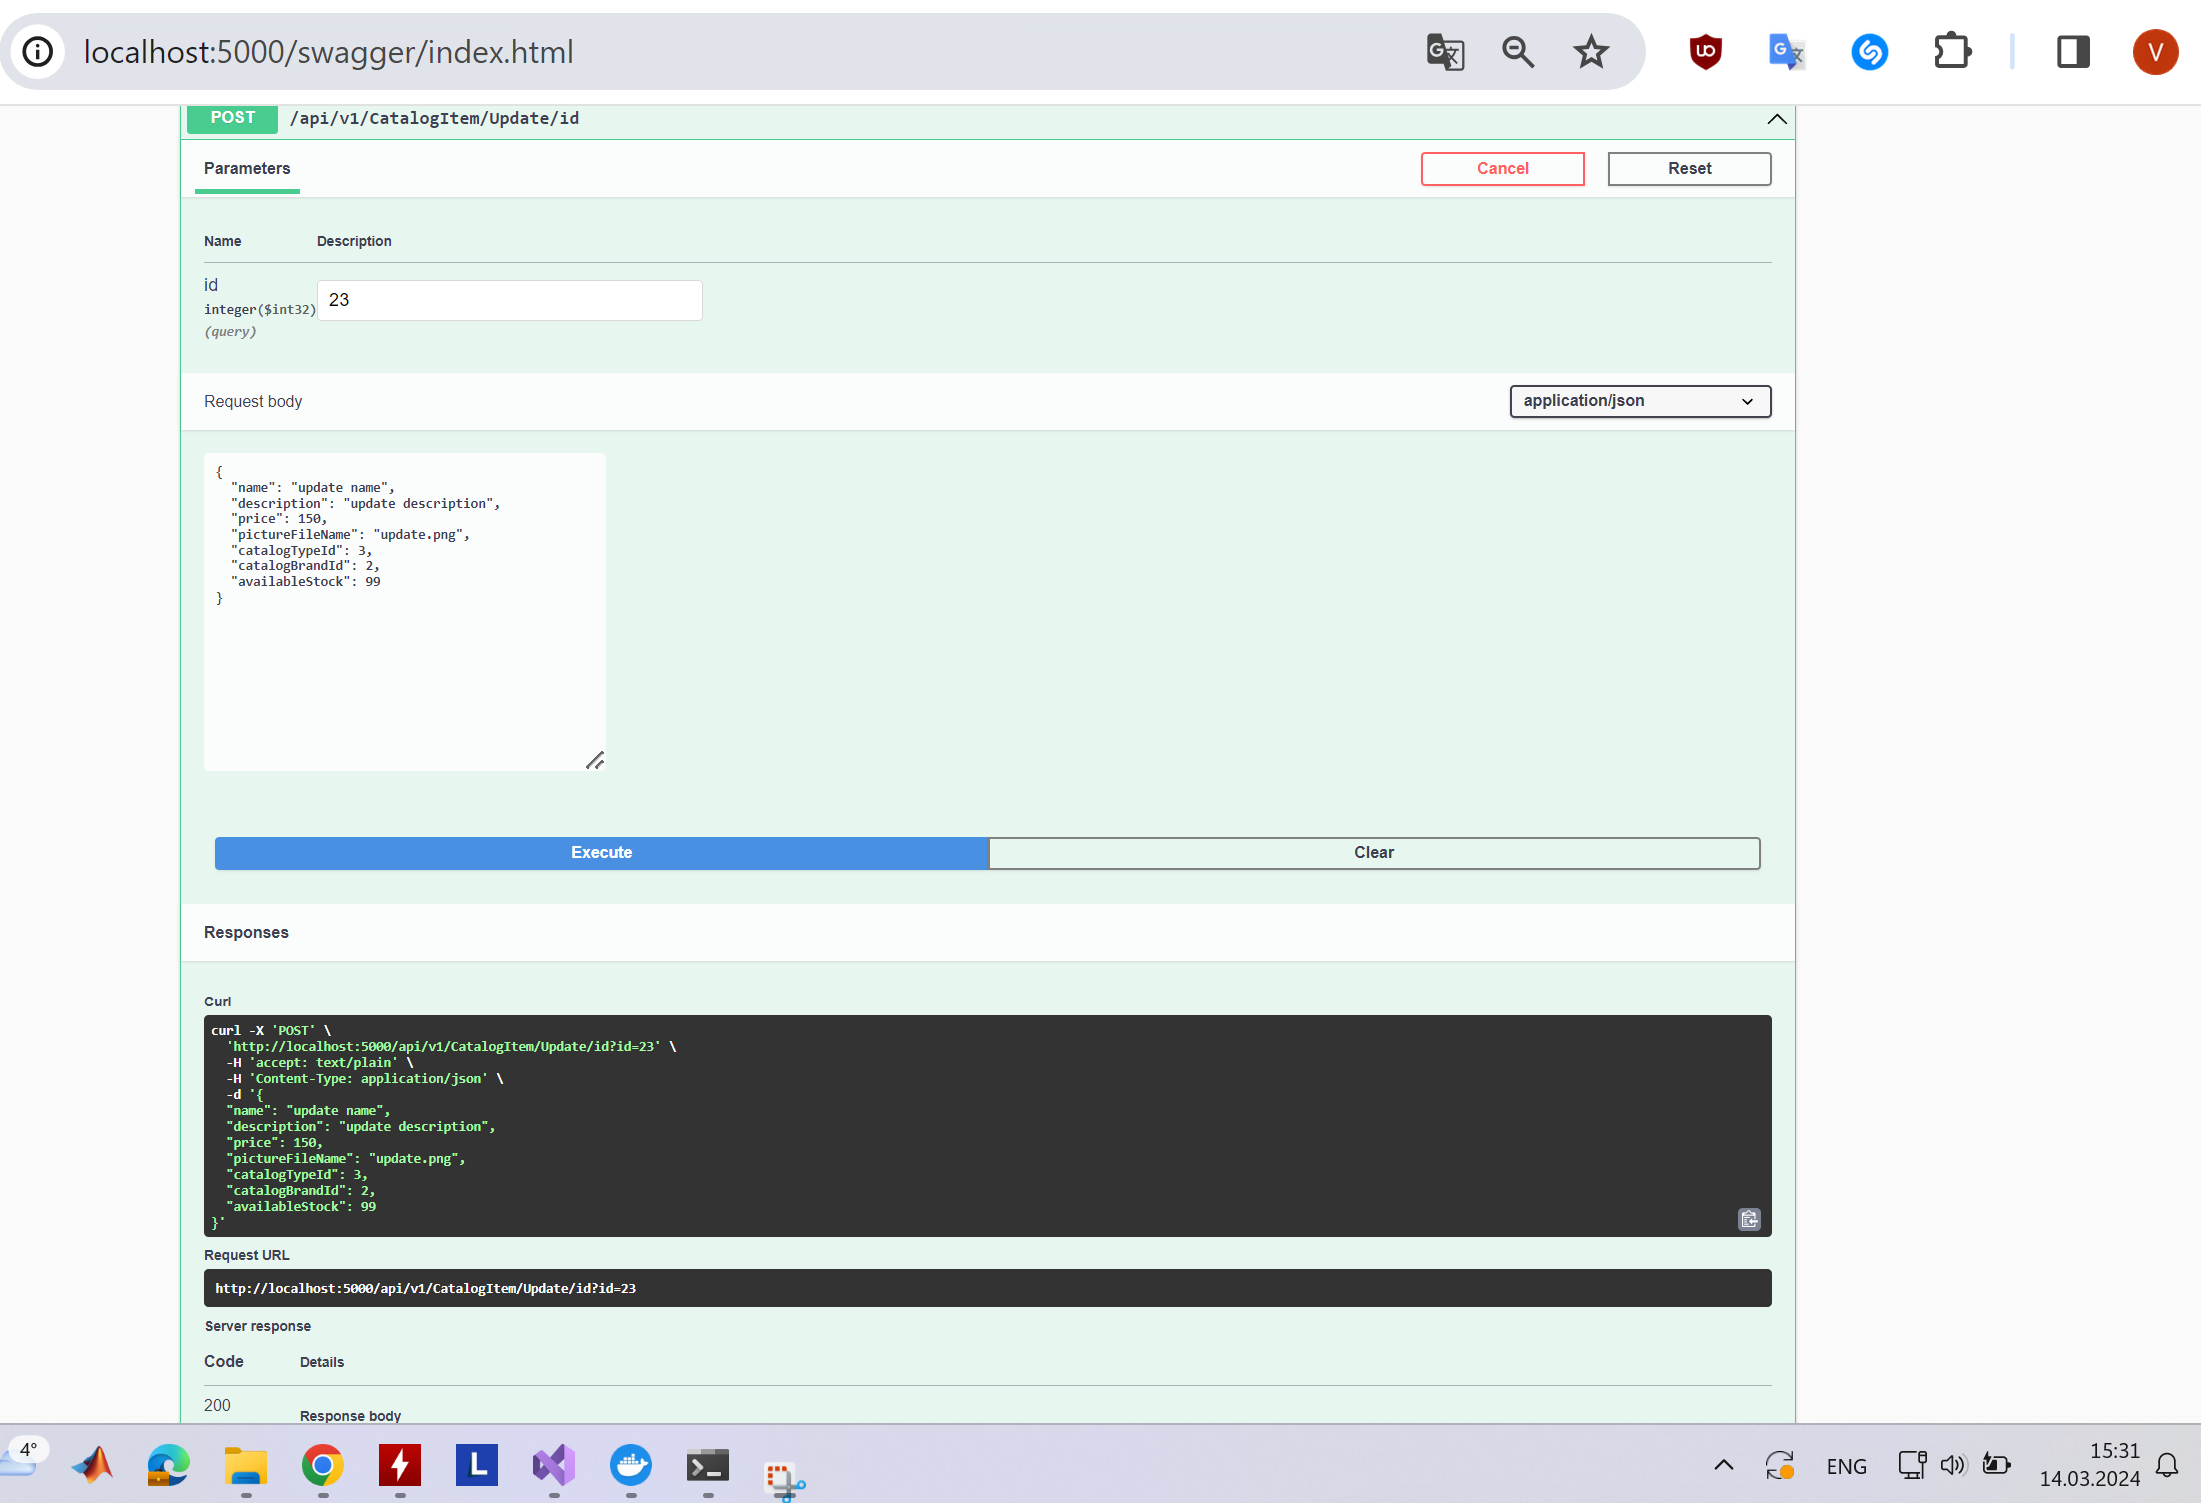 localhost:5000/swagger/index.html
V
POST /api/v1/CatalogItem/Update/id
Parameters
Cancel
Reset
Name Description
id
integer($int32)
(query)
23
Request body
application/json
{
"name": "update name",
"description": "update description",
"price": 150,
"pictureFileName": "update.png",
"catalogTypeId": 3,
"catalogBrandId": 2,
"availableStock": 99
}
Execute
Clear
Responses
Curl
curl -X 'POST' \
'http://localhost:5000/api/v1/CatalogItem/Update/id?id=23' \
-H 'accept: text/plain' \
-H 'Content-Type: application/json' \
-d '{
"name": "update name",
"description": "update description",
"price": 150,
"pictureFileName": "update.png",
"catalogTypeId": 3,
"catalogBrandId": 2,
"availableStock": 99
}'
Request URL
http://localhost:5000/api/v1/CatalogItem/Update/id?id=23
Server response
Code Details
200
Response body
4°
L
ENG
15:31
14.03.2024